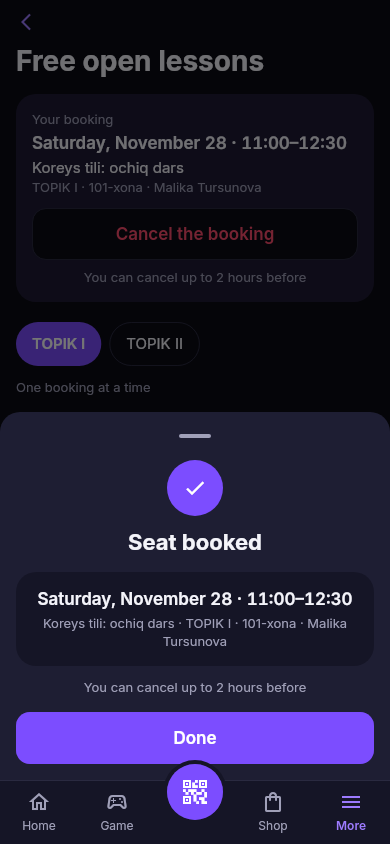 Free open lessons
Your booking
Saturday, November 28 · 11:00–12:30
Koreys tili: ochiq dars
TOPIK I · 101-xona · Malika Tursunova
Cancel the booking
You can cancel up to 2 hours before
TOPIK I
TOPIK II
One booking at a time
Seat booked
Saturday, November 28 · 11:00–12:30
Koreys tili: ochiq dars · TOPIK I · 101-xona · Malika
Tursunova
You can cancel up to 2 hours before
Done
Home
Game
Shop
More